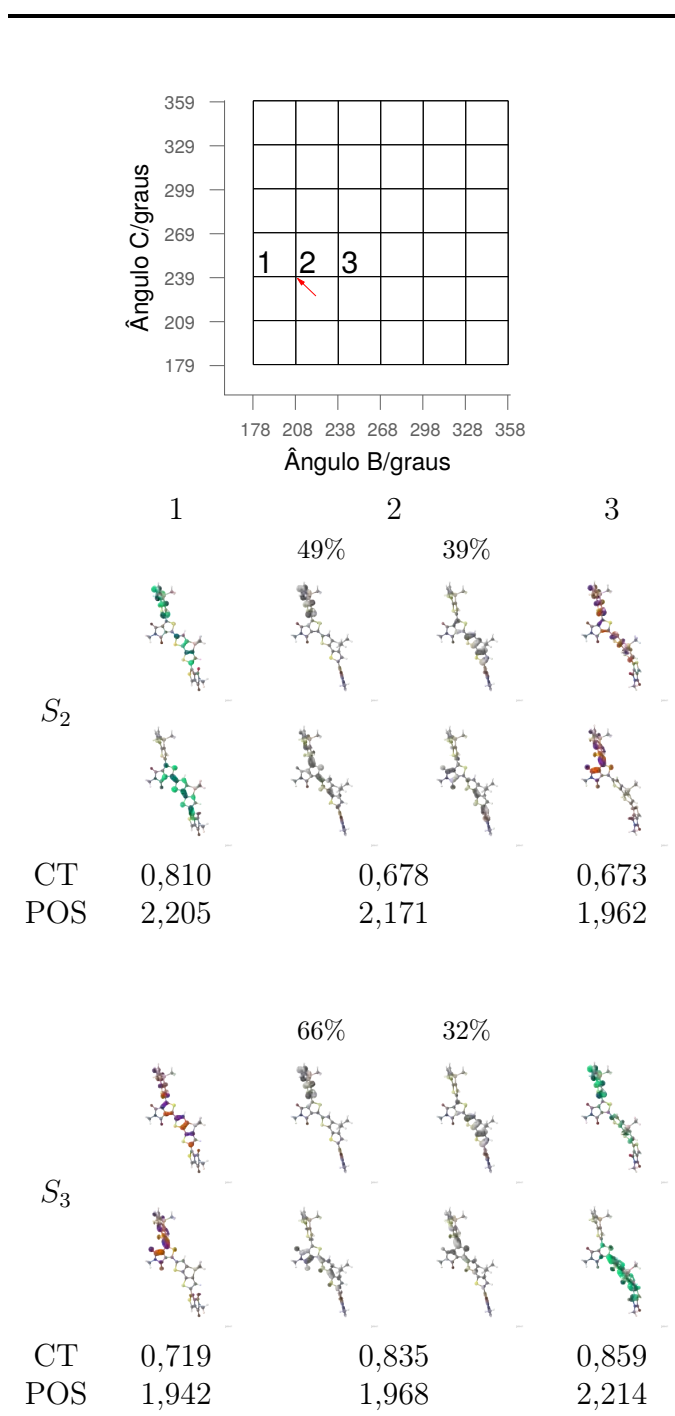 359
329
299
269
239
209
179
Ângulo C/graus
1 2 3
178 208 238 268 298 328 358
Ângulo B/graus
1 2 3
49% 39%
S₂
CT 0,810 0,678 0,673
POS 2,205 2,171 1,962
66% 32%
S₃
CT 0,719 0,835 0,859
POS 1,942 1,968 2,214